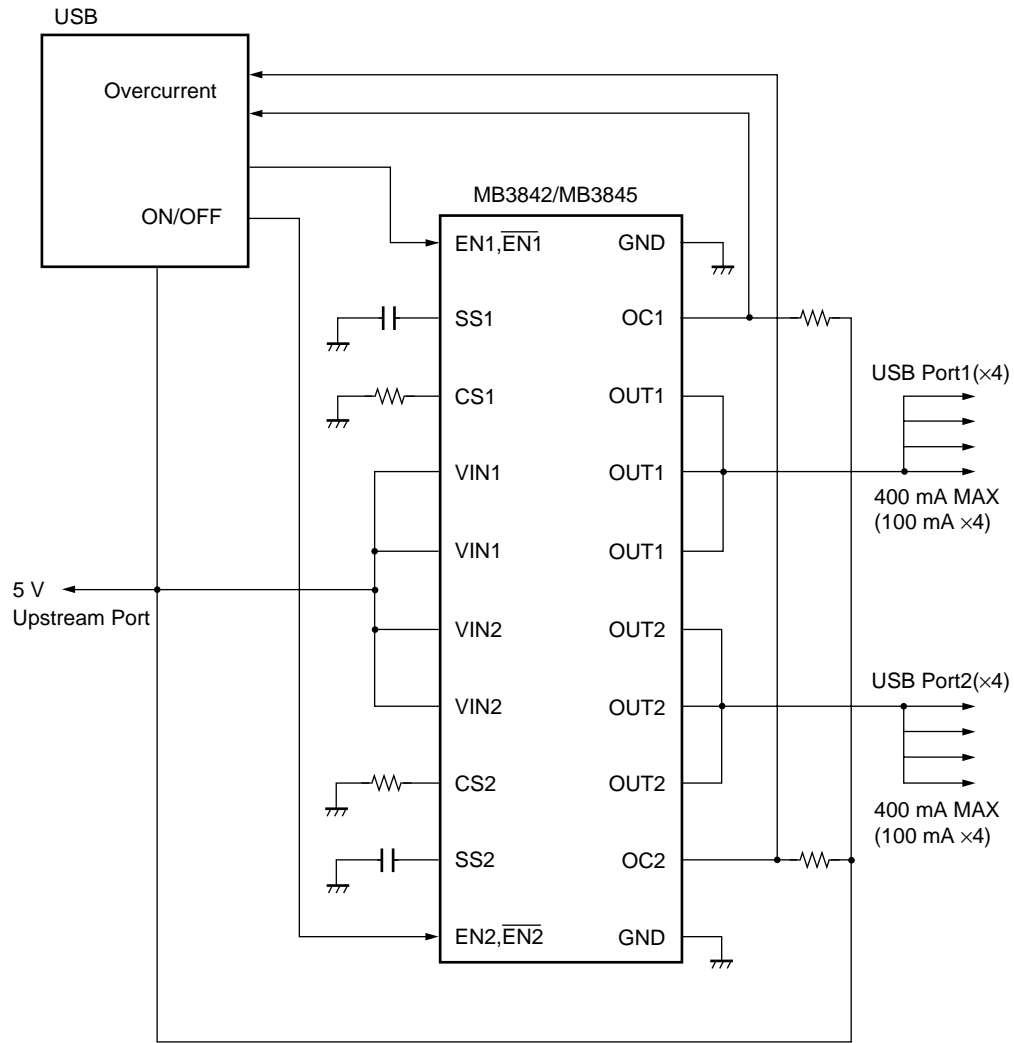 USB
Overcurrent
ON/OFF
MB3842/MB3845
EN1,E̅N̅1̅
GND
SS1
OC1
CS1
OUT1
VIN1
OUT1
VIN1
OUT1
VIN2
OUT2
VIN2
OUT2
CS2
OUT2
SS2
OC2
EN2,E̅N̅2̅
GND
5 V
Upstream Port
USB Port1(×4)
400 mA MAX
(100 mA ×4)
USB Port2(×4)
400 mA MAX
(100 mA ×4)